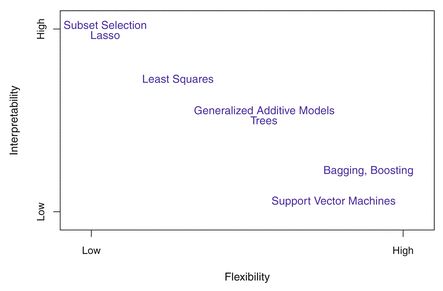 High
Subset Selection
Lasso
Least Squares
Generalized Additive Models
Trees
Bagging, Boosting
Support Vector Machines
Interpretability
Low
Low
High
Flexibility